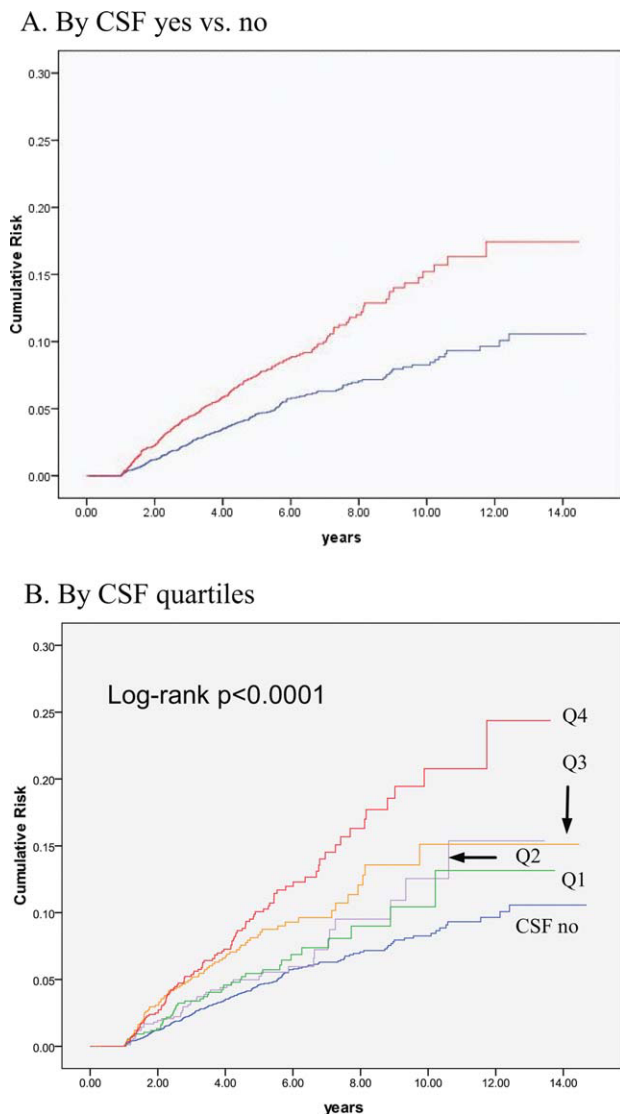 A. By CSF yes vs. no
0.30
0.25
0.20
0.15
0.10
0.05
0.00
Cumulative Risk
0.00 2.00 4.00 6.00 8.00 10.00 12.00 14.00
years
B. By CSF quartiles
Log-rank p<0.0001
0.30
0.25
0.20
0.15
0.10
0.05
0.00
Cumulative Risk
Q4
Q3
Q2
Q1
CSF no
0.00 2.00 4.00 6.00 8.00 10.00 12.00 14.00
years